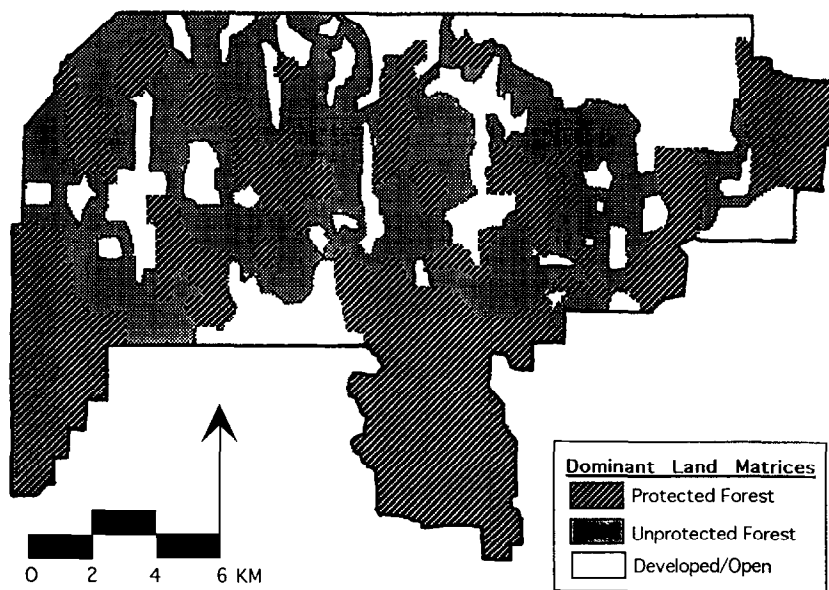 Dominant Land Matrices
Protected Forest
Unprotected Forest
Developed/Open
0 2 4 6 KM